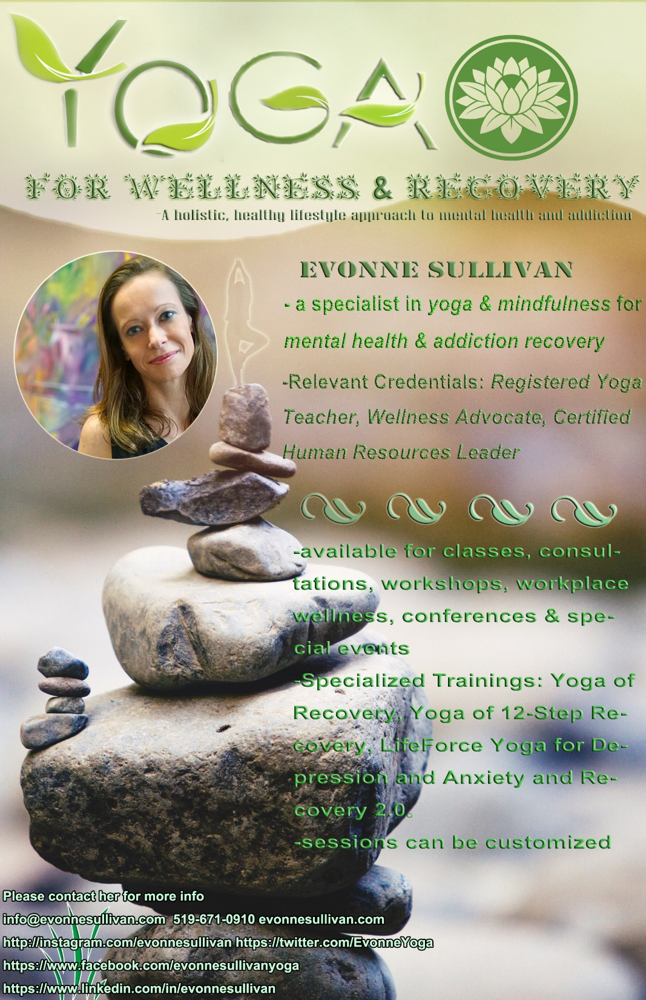 YOGA
FOR WELLNESS & RECOVERY
-A holistic, healthy lifestyle approach to mental health and addiction
EVONNE SULLIVAN
- a specialist in yoga & mindfulness for
mental health & addiction recovery
-Relevant Credentials: Registered Yoga
Teacher, Wellness Advocate, Certified
Human Resources Leader
-available for classes, consul-
tations, workshops, workplace
wellness, conferences & spe-
cial events
-Specialized Trainings: Yoga of
Recovery, Yoga of 12-Step Re-
covery, LifeForce Yoga for De-
pression and Anxiety and Re-
covery 2.0.
-sessions can be customized
Please contact her for more info
info@evonnesullivan.com 519-671-0910 evonnesullivan.com
http://instagram.com/evonnesullivan https://twitter.com/EvonneYoga
https://www.facebook.com/evonnesullivanyoga
https://www.linkedin.com/in/evonnesullivan